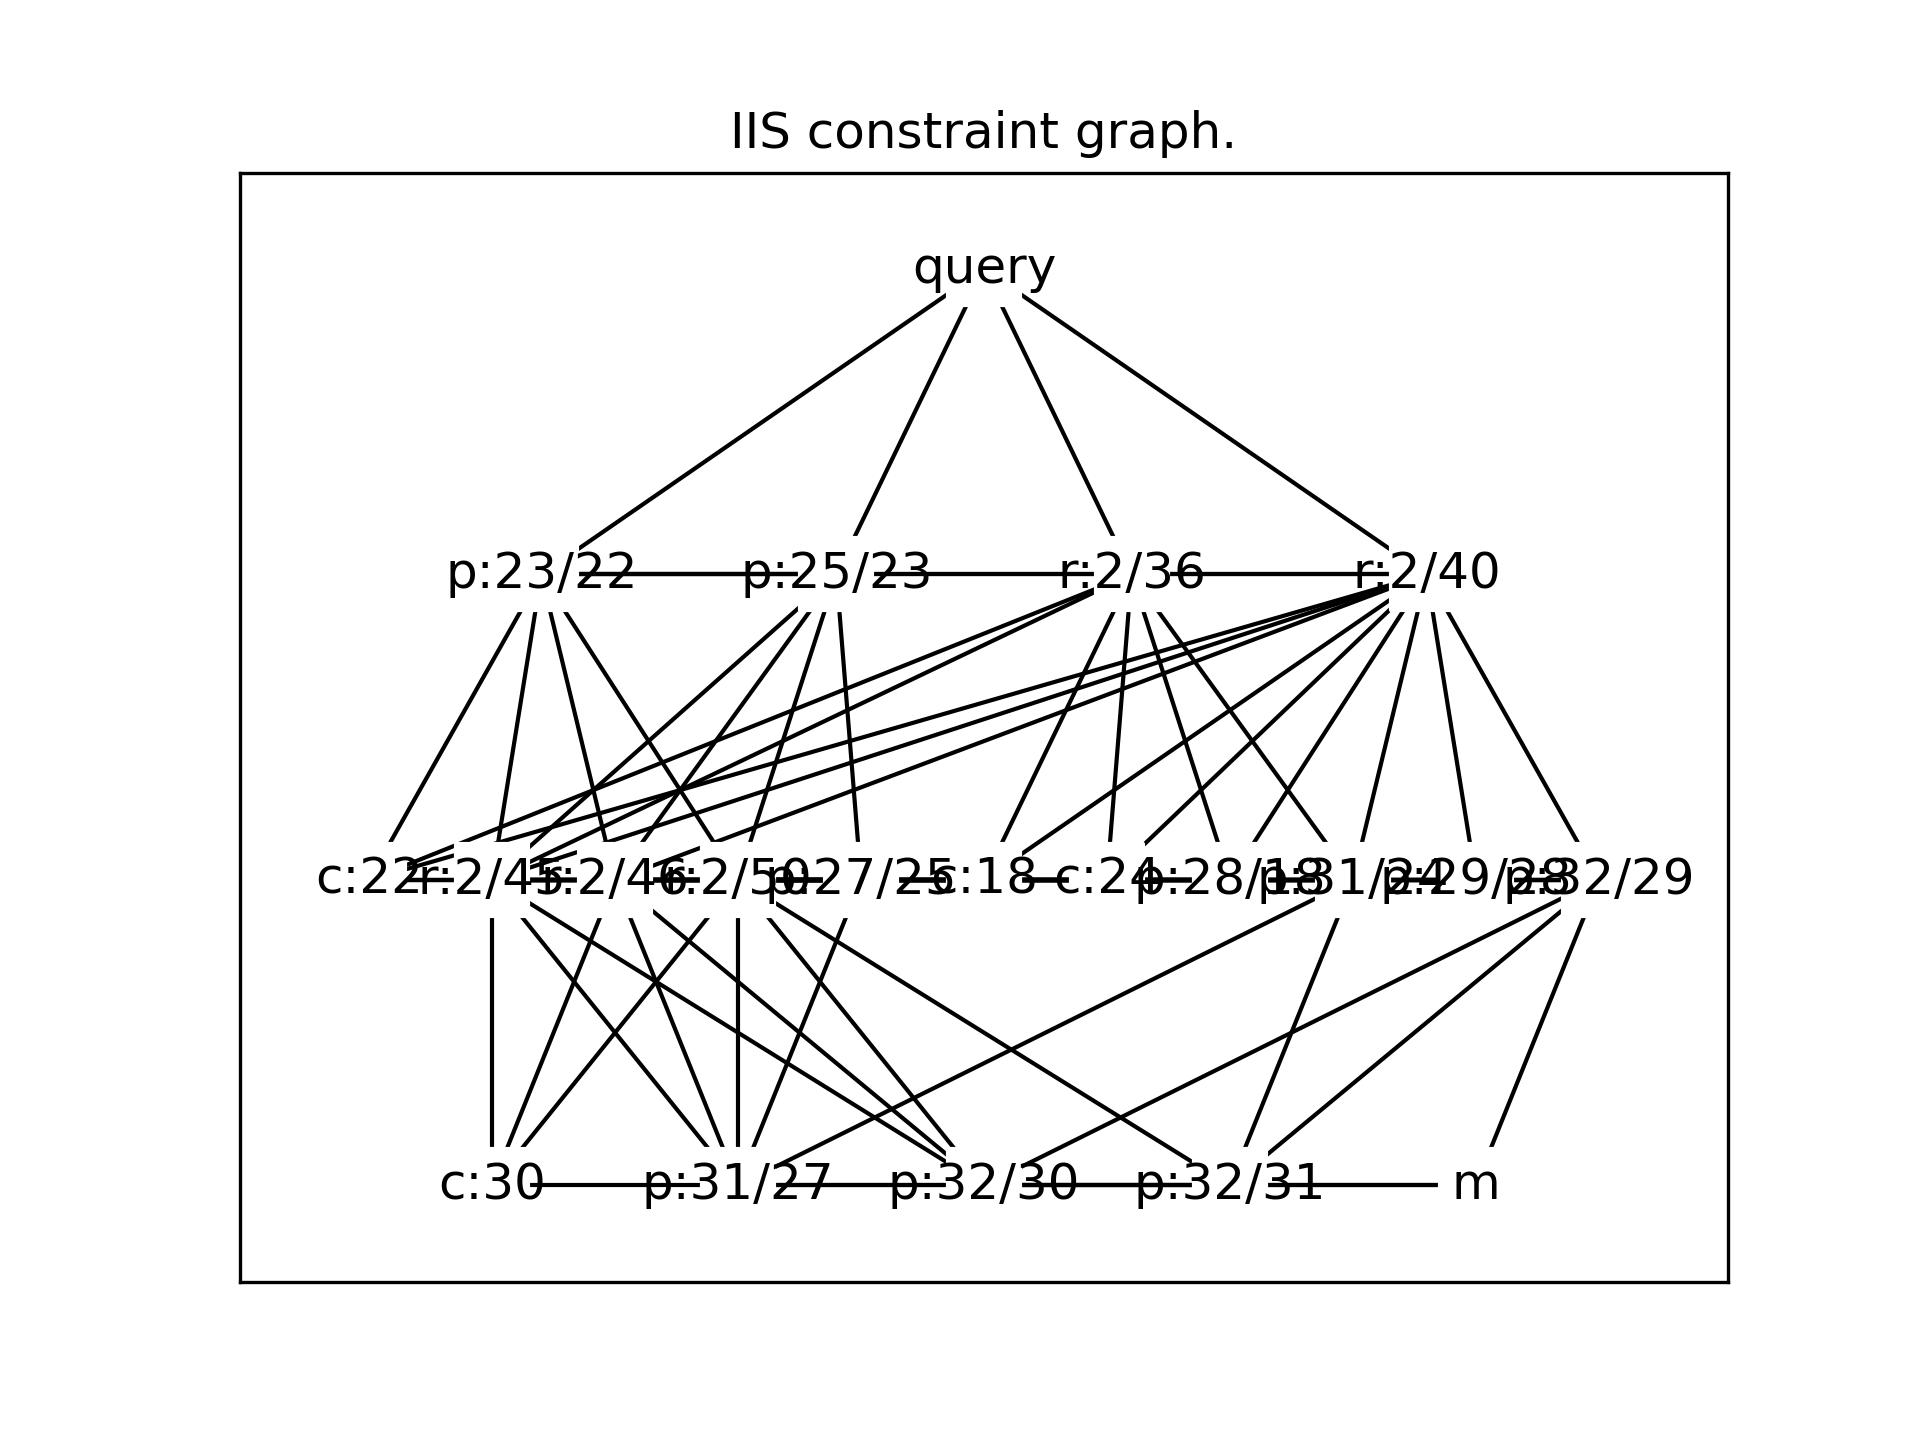 IIS constraint graph.
query
p:23/22 p:25/23 r:2/36 r:2/40
c:22 r:2/45 r:2/46 r:2/50 p:27/25 c:18 c:24 p:28/18 p:31/24 p:29/28 p:32/29
c:30 p:31/27 p:32/30 p:32/31 m